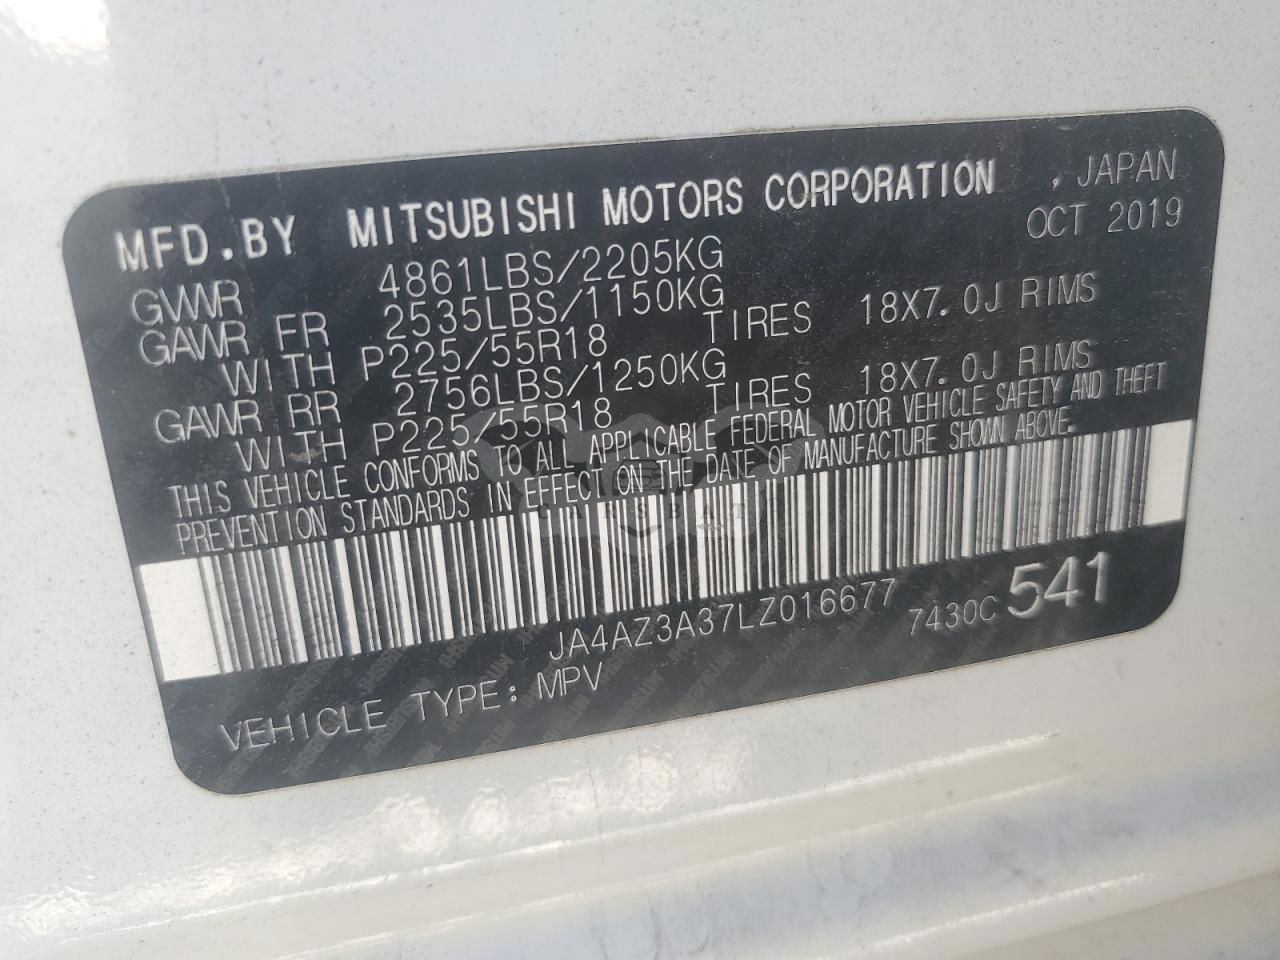 MFD.BY MITSUBISHI MOTORS CORPORATION , JAPAN
OCT 2019
GVWR 4861LBS/2205KG
GAWR FR 2535LBS/1150KG
WITH P225/55R18 TIRES 18X7.0J RIMS
GAWR RR 2756LBS/1250KG
WITH P225/55R18 TIRES 18X7.0J RIMS
THIS VEHICLE CONFORMS TO ALL APPLICABLE FEDERAL MOTOR VEHICLE SAFETY AND THEFT
PREVENTION STANDARDS IN EFFECT ON THE DATE OF MANUFACTURE SHOWN ABOVE.
CARSBAT
JA4AZ3A37LZ016677 7430C 541
VEHICLE TYPE: MPV